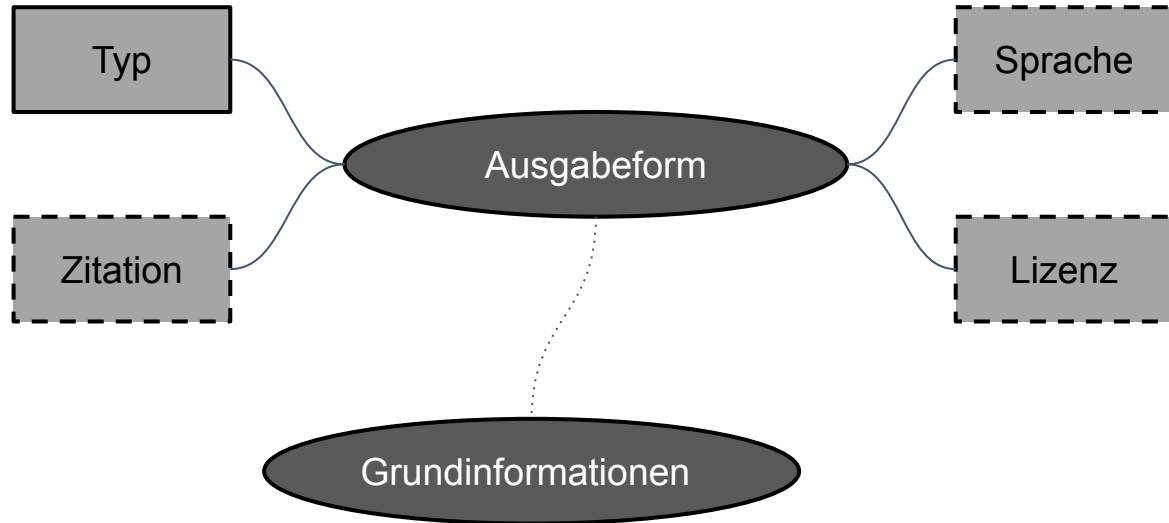 Typ
Sprache
Ausgabeform
Zitation
Lizenz
Grundinformationen